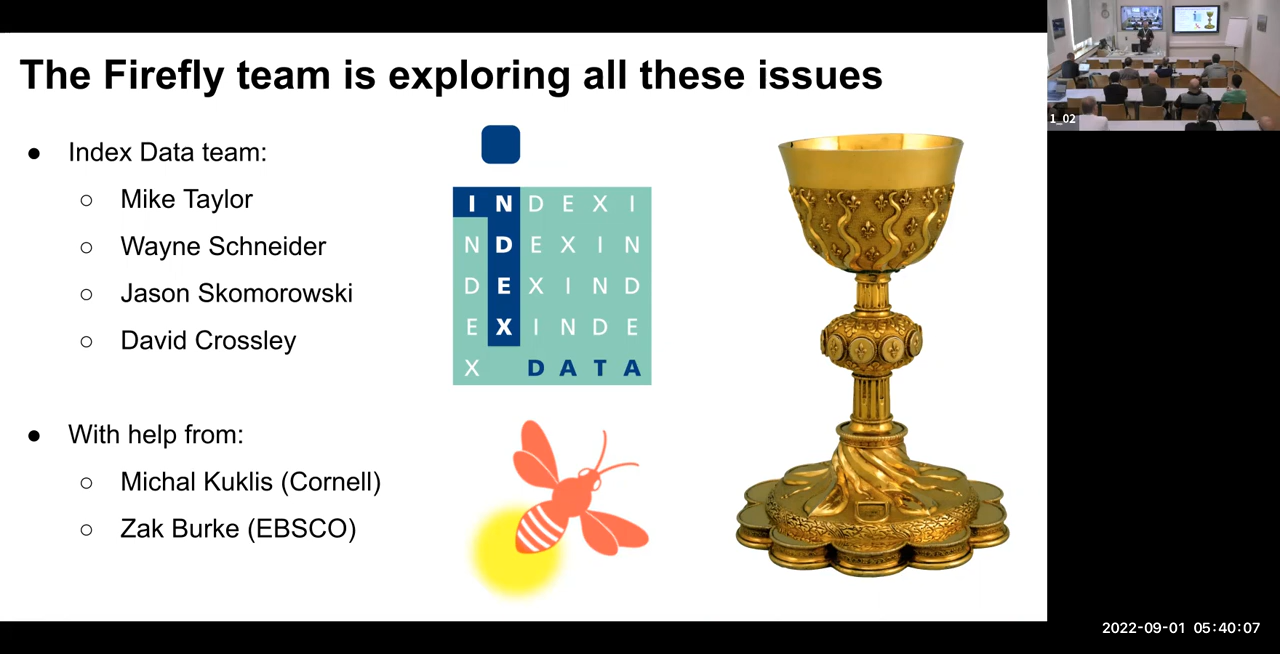 The Firefly team is exploring all these issues
● Index Data team:
○ Mike Taylor
○ Wayne Schneider
○ Jason Skomorowski
○ David Crossley
● With help from:
○ Michal Kuklis (Cornell)
○ Zak Burke (EBSCO)
I N D E X I
N D E X I N
D E X I N D
E X I N D E
X D A T A
1_02
2022-09-01 05:40:07